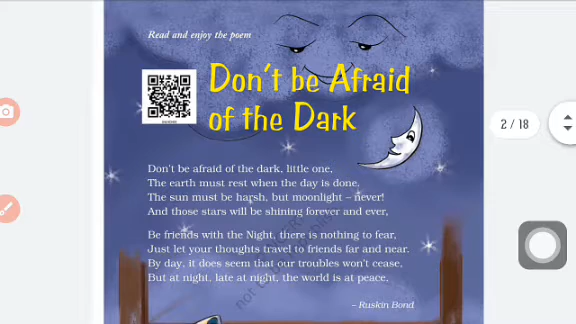 Read and enjoy the poem
Don't be Afraid
of the Dark
2 / 18
Don't be afraid of the dark, little one,
The earth must rest when the day is done.
The sun must be harsh, but moonlight – never!
And those stars will be shining forever and ever,
Be friends with the Night, there is nothing to fear,
Just let your thoughts travel to friends far and near.
By day, it does seem that our troubles won't cease,
But at night, late at night, the world is at peace.
– Ruskin Bond